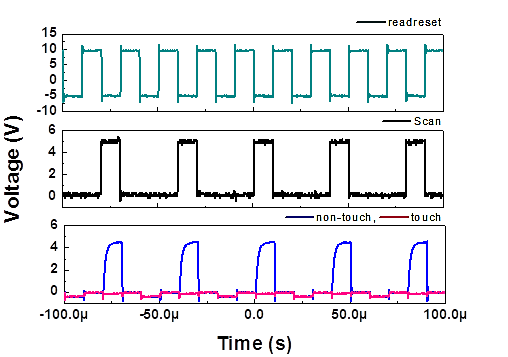 readreset
15
10
5
0
-5
-10
Scan
6
4
2
0
non-touch, touch
6
4
2
0
-100.0µ -50.0µ 0.0 50.0µ 100.0µ
Voltage (V)
Time (s)